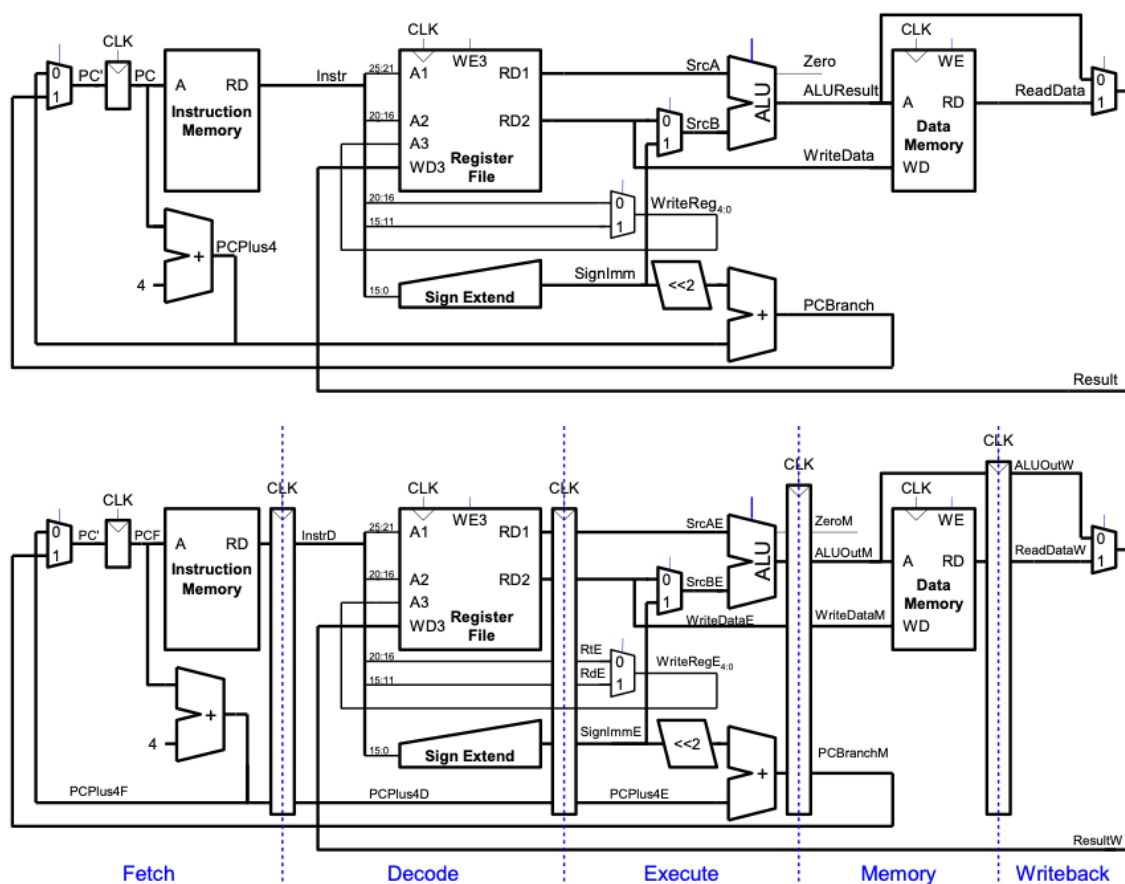 CLK CLK CLK
0 PC' PC 25:21 WE3 SrcA Zero WE 0
1 A RD Instr A1 RD1 ALU ALUResult A RD ReadData 1
Instruction Memory 20:16 A2 RD2 0 SrcB Data Memory
A3 1
WD3 Register File WriteData WD
20:16 0 WriteReg4:0
15:11 1
PCPlus4 +
4 15:0 Sign Extend SignImm <<2
+ PCBranch
Result
CLK ALUOutW
CLK CLK CLK CLK CLK CLK
0 PC' PCF 25:21 WE3 SrcAE ZeroM WE 0
1 A RD InstrD A1 RD1 ALU ALUOutM A RD ReadDataW 1
Instruction Memory 20:16 A2 RD2 0 SrcBE Data Memory
A3 1
WD3 Register File WriteDataE WriteDataM WD
20:16 RtE 0 WriteRegE4:0
15:11 RdE 1
+
4 15:0 Sign Extend SignImmE <<2
+ PCBranchM
PCPlus4F PCPlus4D PCPlus4E
ResultW
Fetch Decode Execute Memory Writeback